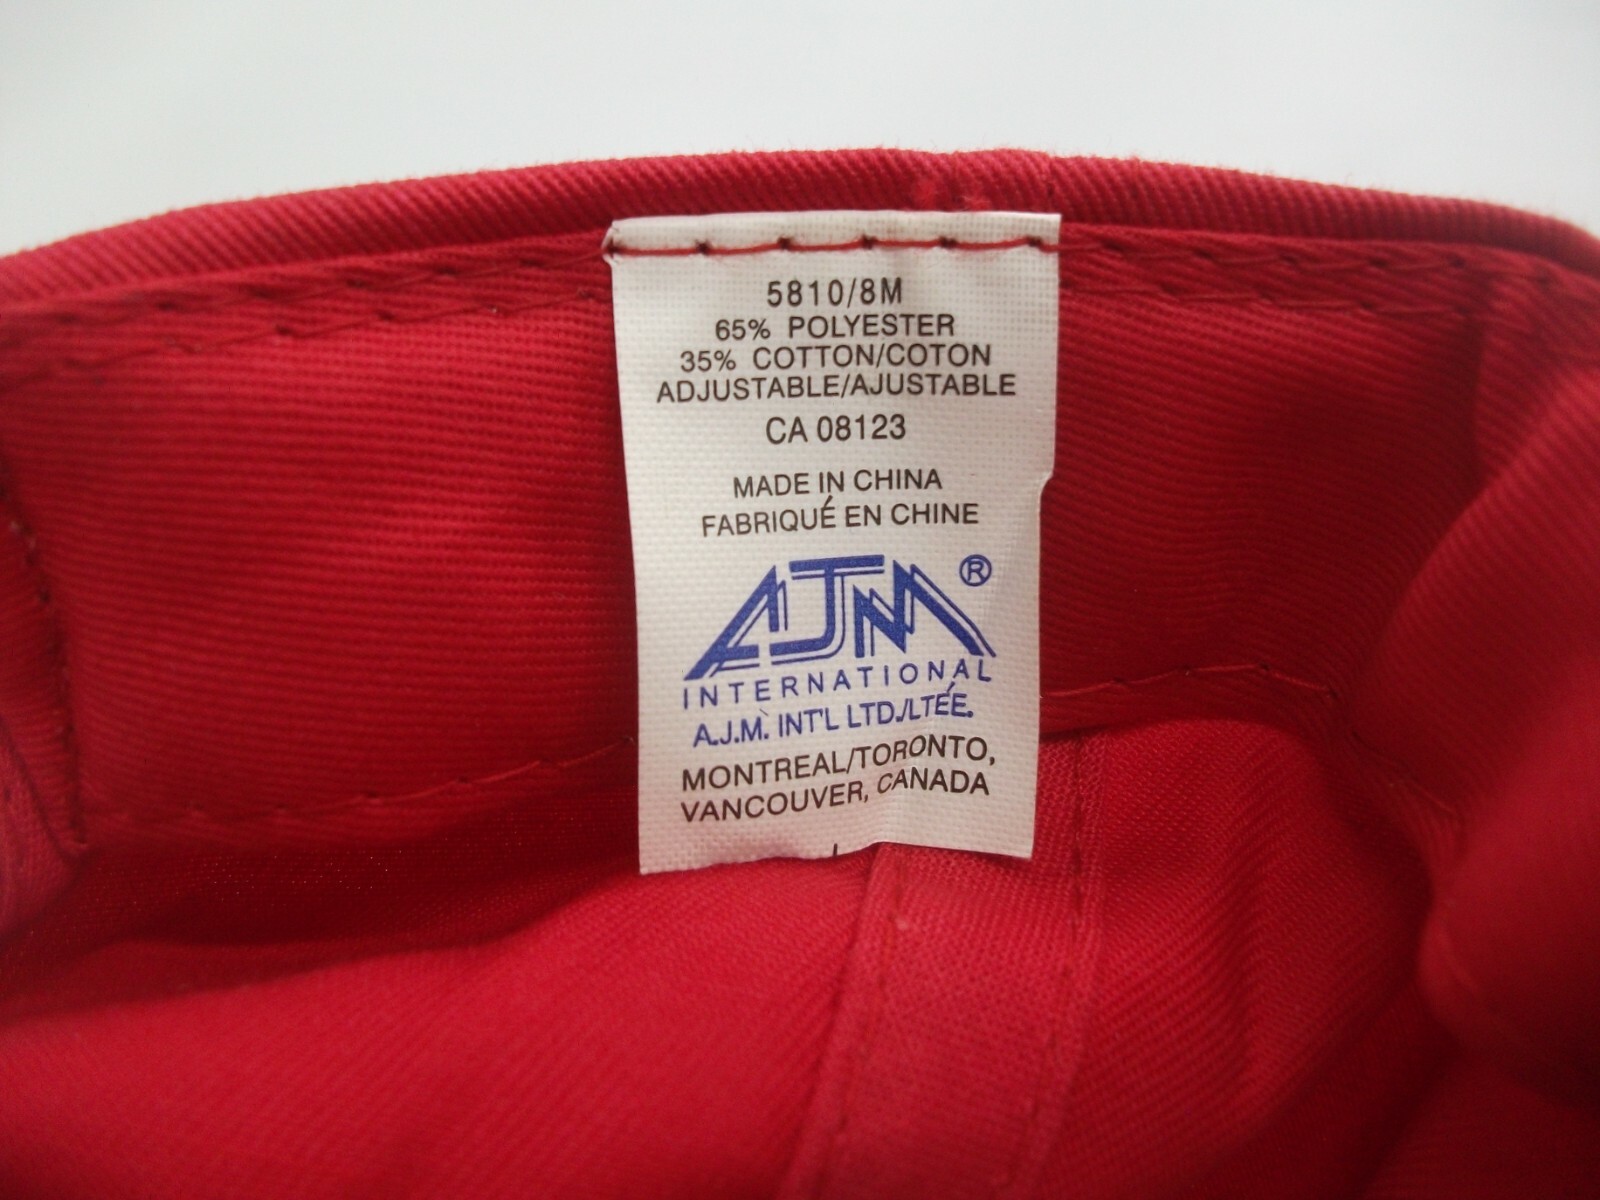 5810/8M
65% POLYESTER
35% COTTON/COTON
ADJUSTABLE/AJUSTABLE
CA 08123
MADE IN CHINA
FABRIQUÉ EN CHINE
AJM®
INTERNATIONAL
A.J.M. INT'L LTD./LTÉE.
MONTREAL/TORONTO,
VANCOUVER, CANADA